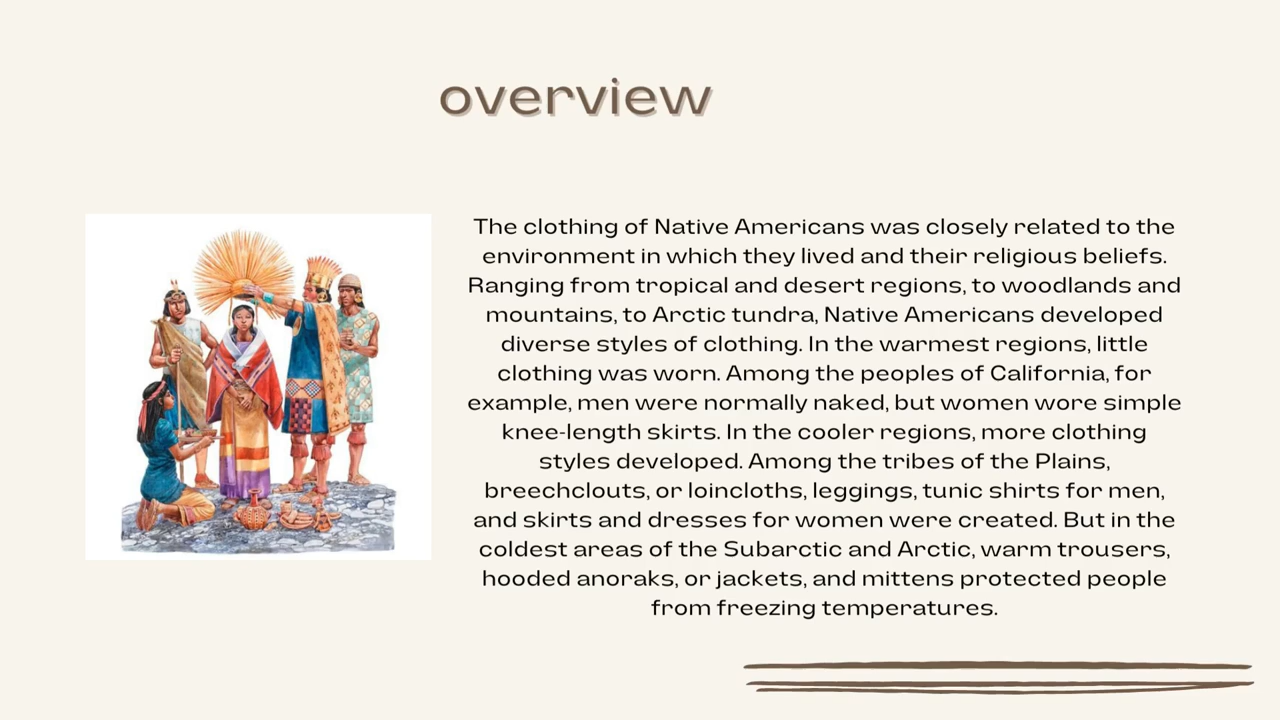 overview
The clothing of Native Americans was closely related to the
environment in which they lived and their religious beliefs.
Ranging from tropical and desert regions, to woodlands and
mountains, to Arctic tundra, Native Americans developed
diverse styles of clothing. In the warmest regions, little
clothing was worn. Among the peoples of California, for
example, men were normally naked, but women wore simple
knee-length skirts. In the cooler regions, more clothing
styles developed. Among the tribes of the Plains,
breechclouts, or loincloths, leggings, tunic shirts for men,
and skirts and dresses for women were created. But in the
coldest areas of the Subarctic and Arctic, warm trousers,
hooded anoraks, or jackets, and mittens protected people
from freezing temperatures.